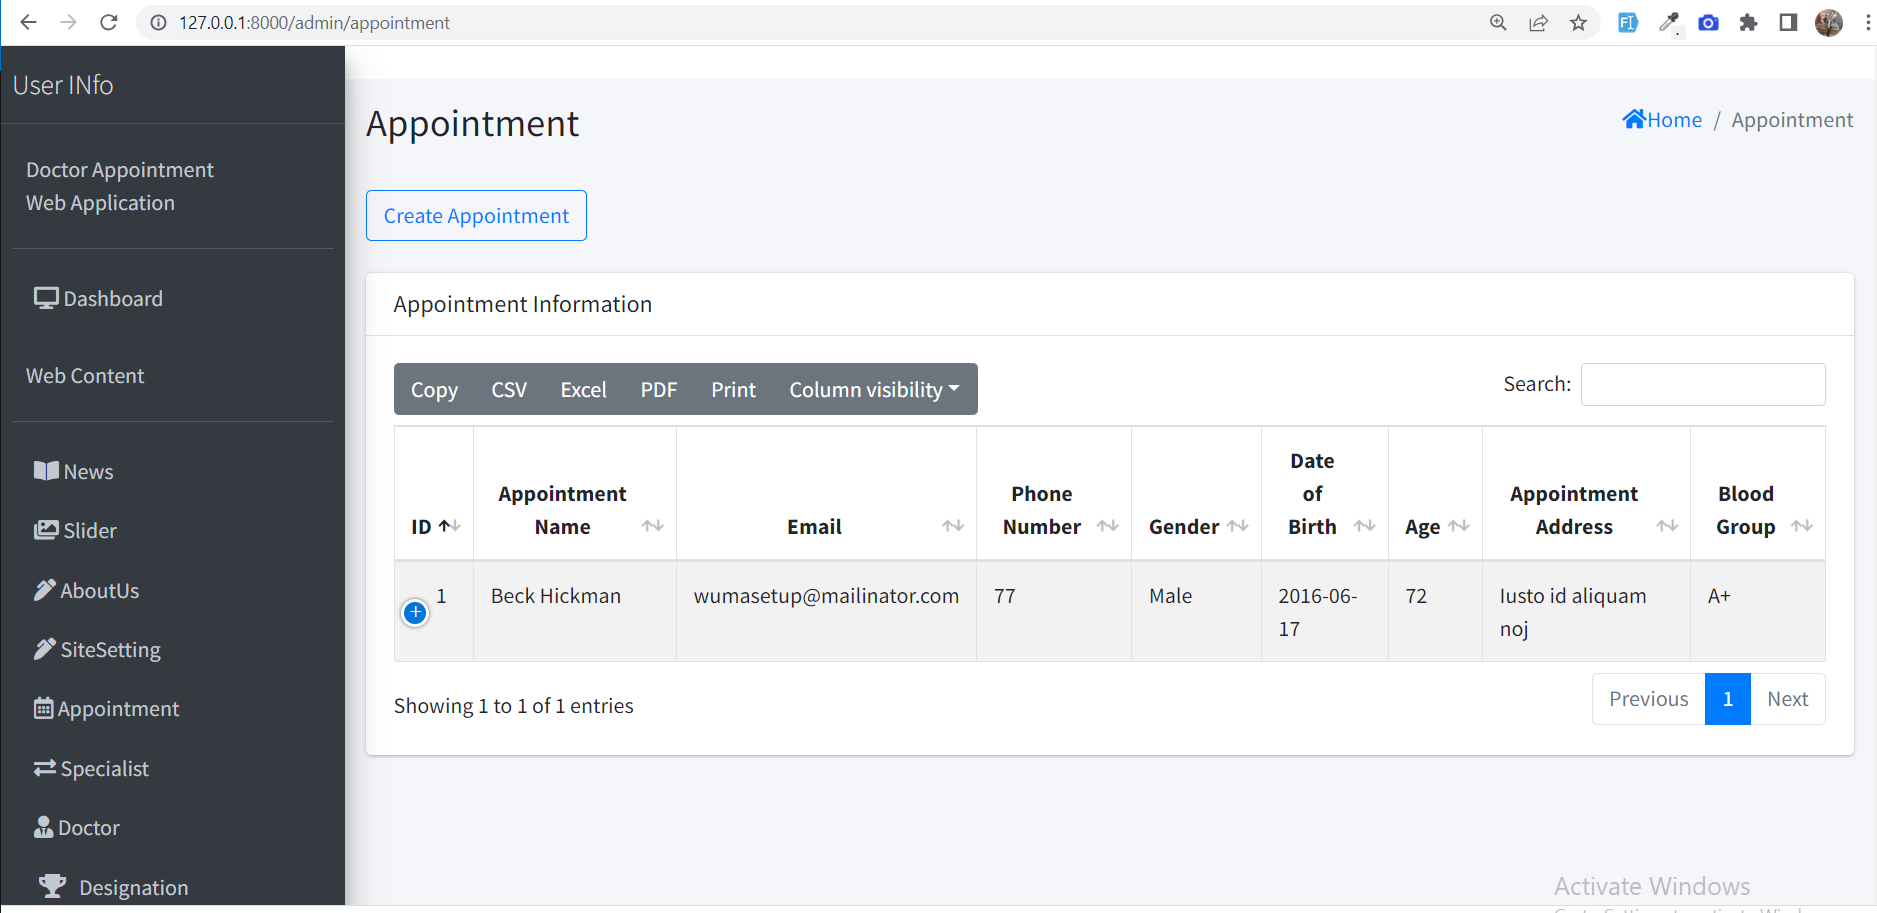 127.0.0.1:8000/admin/appointment
User INfo
Doctor Appointment
Web Application
Dashboard
Web Content
News
Slider
AboutUs
SiteSetting
Appointment
Specialist
Doctor
Designation
Appointment
Home / Appointment
Create Appointment
Appointment Information
Copy CSV Excel PDF Print Column visibility
Search:
ID Appointment Name Email Phone Number Gender Date of Birth Age Appointment Address Blood Group
1 Beck Hickman wumasetup@mailinator.com 77 Male 2016-06-17 72 Iusto id aliquam noj A+
Showing 1 to 1 of 1 entries
Previous 1 Next
Activate Windows